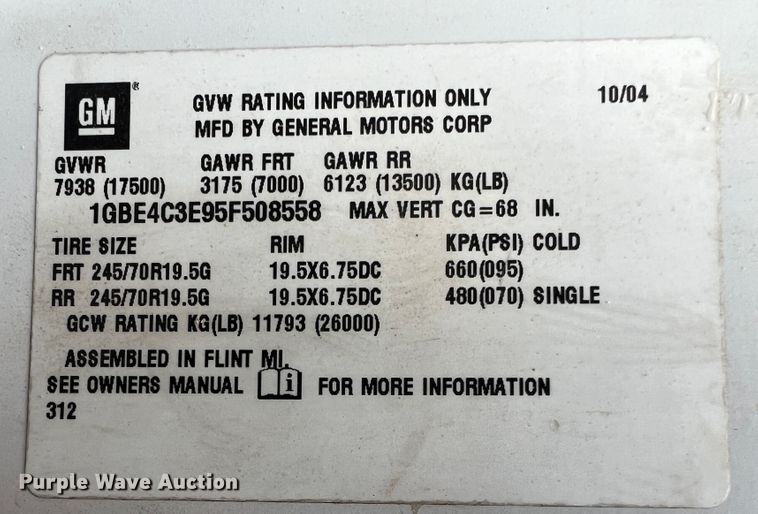 GM ® GVW RATING INFORMATION ONLY 10/04
MFD BY GENERAL MOTORS CORP
GVWR GAWR FRT GAWR RR
7938 (17500) 3175 (7000) 6123 (13500) KG(LB)
1GBE4C3E95F508558 MAX VERT CG=68 IN.
TIRE SIZE RIM KPA(PSI) COLD
FRT 245/70R19.5G 19.5X6.75DC 660(095)
RR 245/70R19.5G 19.5X6.75DC 480(070) SINGLE
GCW RATING KG(LB) 11793 (26000)
ASSEMBLED IN FLINT MI.
SEE OWNERS MANUAL i FOR MORE INFORMATION
312
Purple Wave Auction